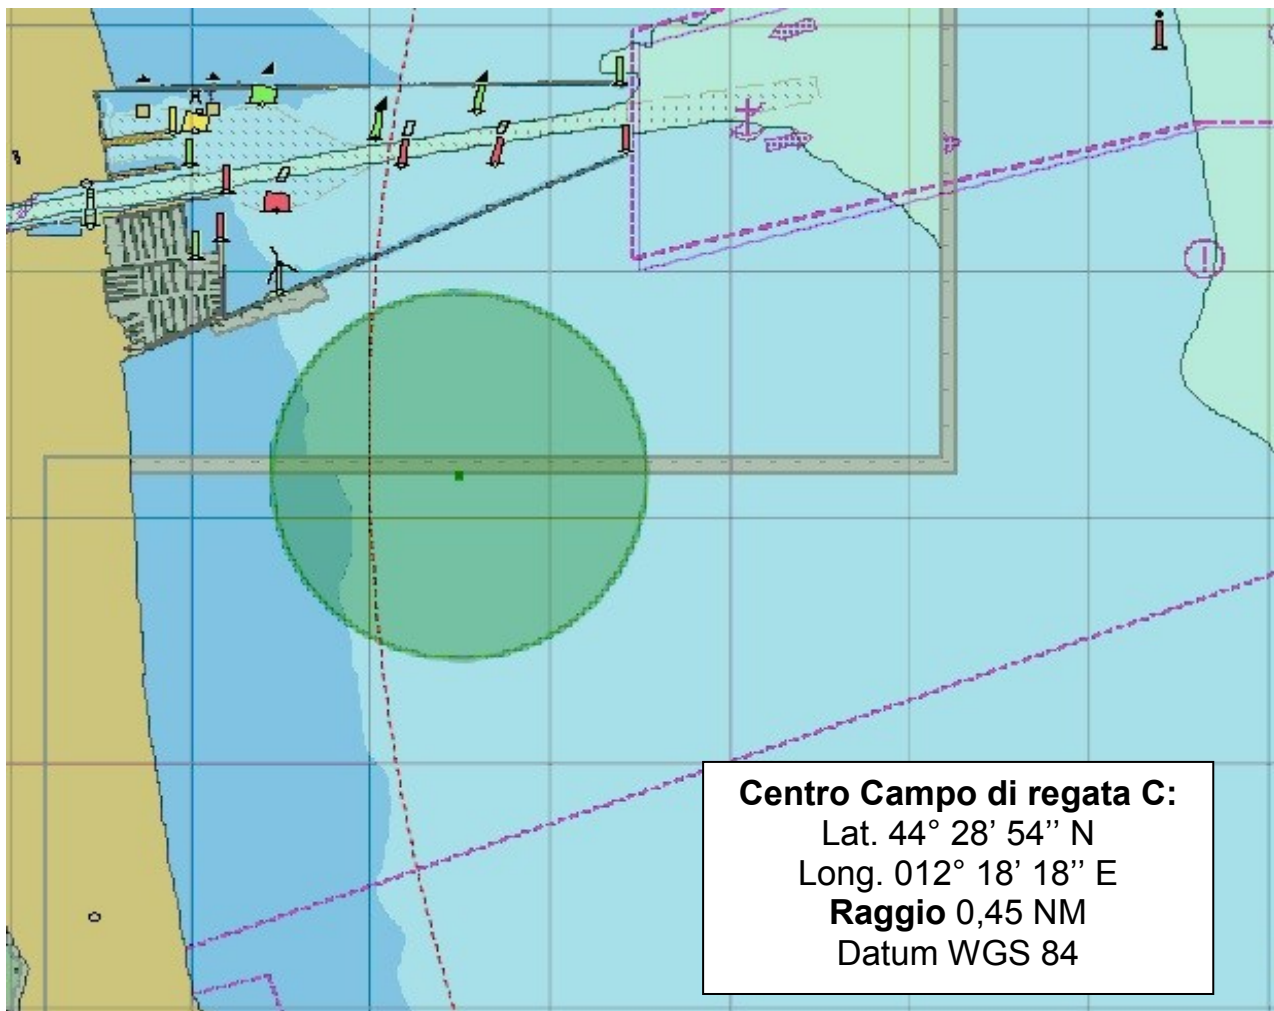 Centro Campo di regata C:
Lat. 44° 28’ 54’’ N
Long. 012° 18’ 18’’ E
Raggio 0,45 NM
Datum WGS 84